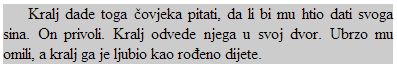 Kralj dade toga čovjeka pitati, da li bi mu htio dati svoga
sina. On privoli. Kralj odvede njega u svoj dvor. Ubrzo mu
omili, a kralj ga je ljubio kao rođeno dijete.